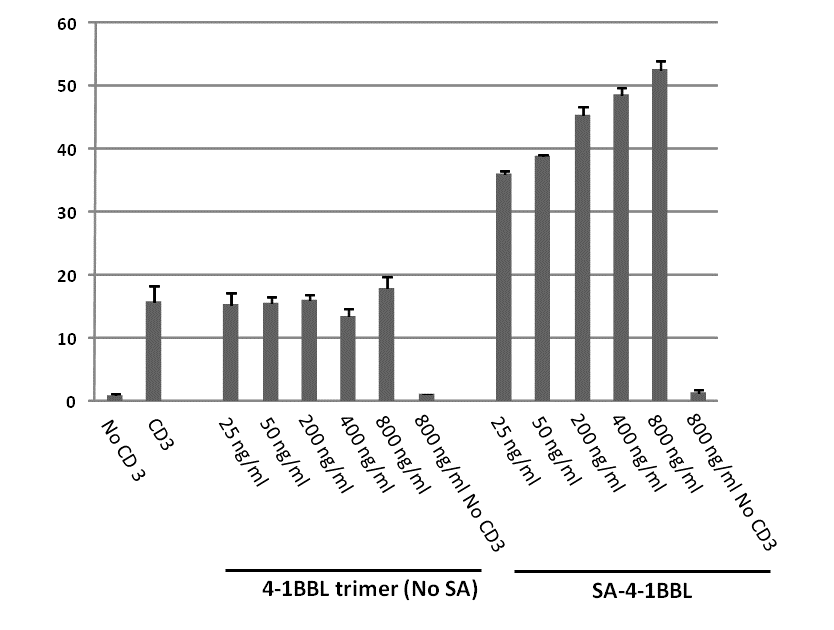 60
50
40
30
20
10
0
No CD 3
CD3
25 ng/ml
50 ng/ml
200 ng/ml
400 ng/ml
800 ng/ml
800 ng/ml No CD3
25 ng/ml
50 ng/ml
200 ng/ml
400 ng/ml
800 ng/ml
800 ng/ml No CD3
4-1BBL trimer (No SA)
SA-4-1BBL